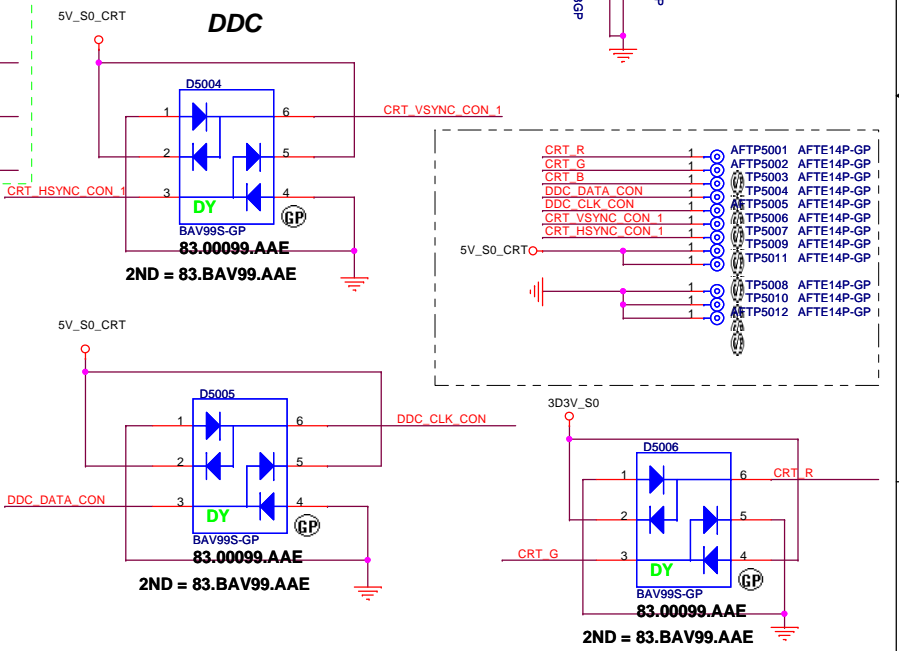 DDC
5V_S0_CRT
D5004
1
2
3
6
5
4
CRT_VSYNC_CON_1
CRT_HSYNC_CON_1
DY
GP
BAV99S-GP
83.00099.AAE
2ND = 83.BAV99.AAE
3GP
P
CRT_R 1 AFTP5001 AFTE14P-GP
CRT_G 1 AFTP5002 AFTE14P-GP
CRT_B 1 TP5003 AFTE14P-GP
DDC_DATA_CON 1 TP5004 AFTE14P-GP
DDC_CLK_CON 1 AFTP5005 AFTE14P-GP
CRT_VSYNC_CON_1 1 TP5006 AFTE14P-GP
CRT_HSYNC_CON_1 1 TP5007 AFTE14P-GP
5V_S0_CRT 1 TP5009 AFTE14P-GP
1 TP5011 AFTE14P-GP
1 TP5008 AFTE14P-GP
1 TP5010 AFTE14P-GP
1 AFTP5012 AFTE14P-GP
5V_S0_CRT
D5005
1
2
3
6
5
4
DDC_CLK_CON
DDC_DATA_CON
DY
GP
BAV99S-GP
83.00099.AAE
2ND = 83.BAV99.AAE
3D3V_S0
D5006
1
2
3
6
5
4
CRT_R
CRT_G
DY
GP
BAV99S-GP
83.00099.AAE
2ND = 83.BAV99.AAE